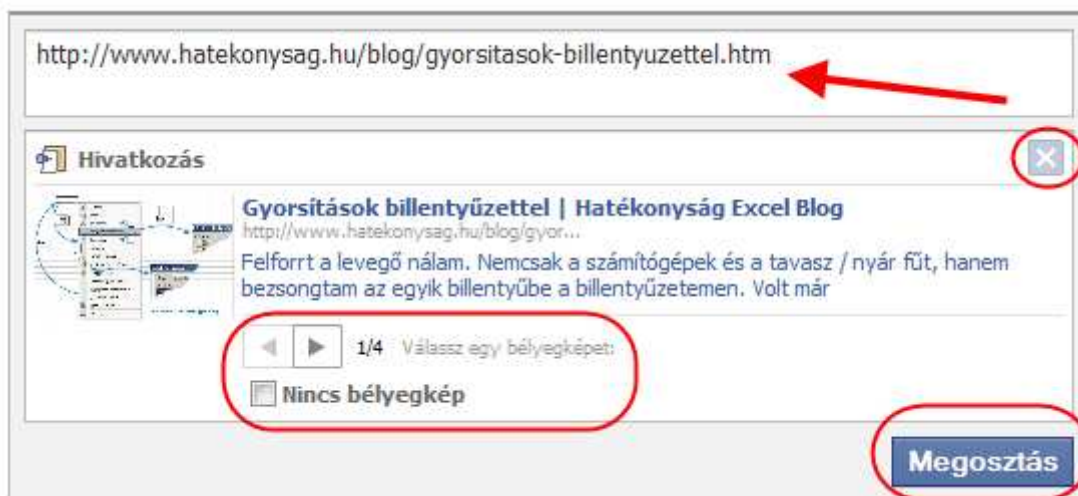 http://www.hatekonysag.hu/blog/gyorsitasok-billentyuzettel.htm
Hivatkozás
Gyorsítások billentyűzettel | Hatékonyság Excel Blog
http://www.hatekonysag.hu/blog/gyor...
Felforrt a levegő nálam. Nemcsak a számítógépek és a tavasz / nyár fűt, hanem
bezsongtam az egyik billentyűbe a billentyűzetemen. Volt már
1/4 Válassz egy bélyegképet:
Nincs bélyegkép
Megosztás